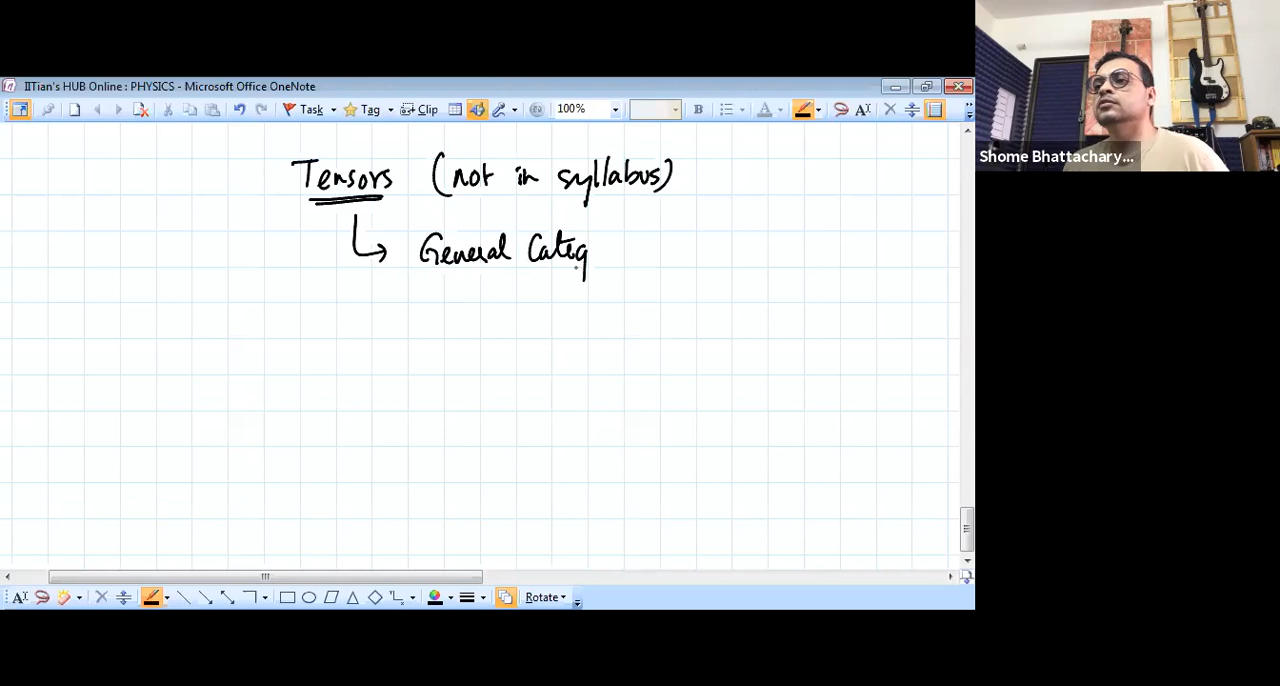 IITian's HUB Online : PHYSICS - Microsoft Office OneNote
Task Tag Clip 100% B A
Tensors (not in syllabus)
General Categ
Shome Bhattachary...
Rotate